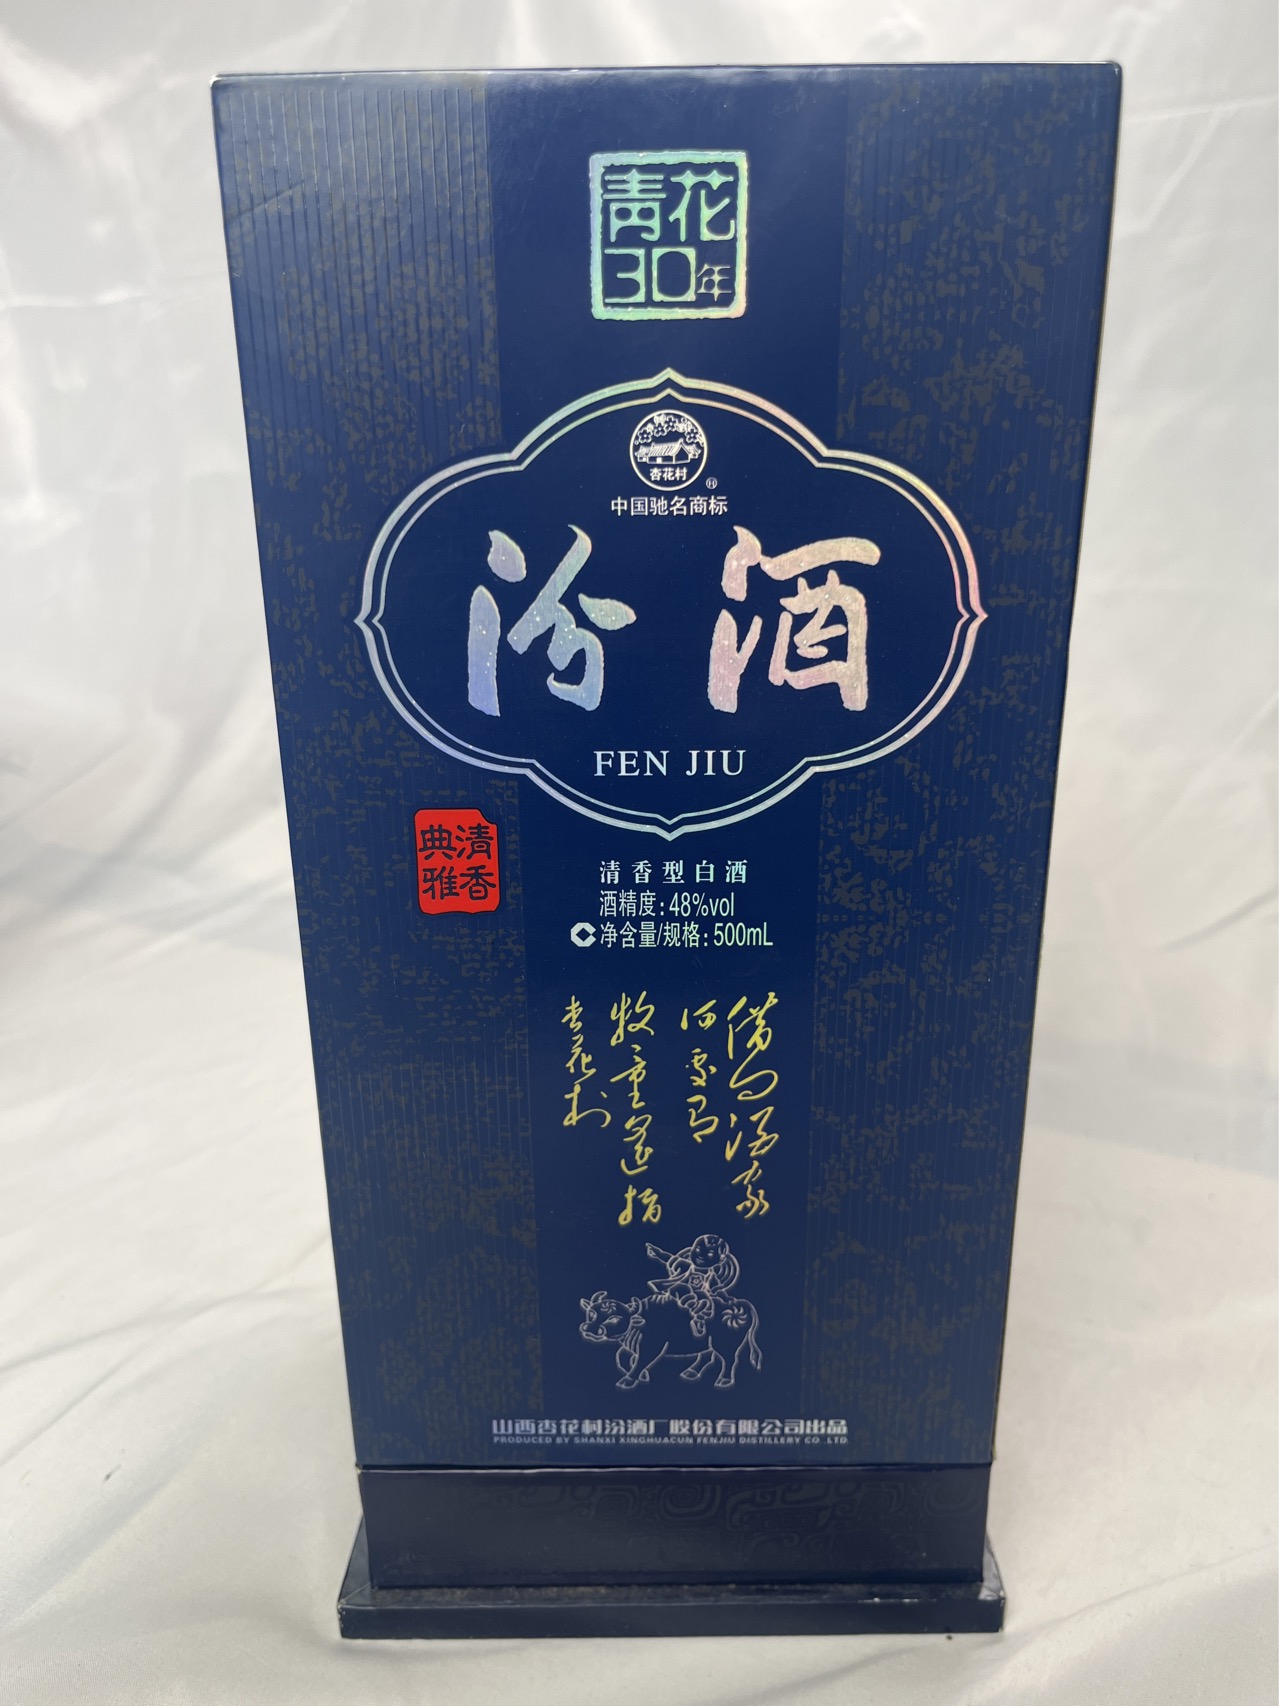 青花
30年
杏花村
H
中国驰名商标
汾酒
FEN JIU
清香
典雅
清香型白酒
酒精度:48%vol
净含量/规格:500mL
借问酒家
何处有
牧童遥指
杏花村
山西杏花村汾酒厂股份有限公司出品
PRODUCED BY SHANXI XINGHUACUN FENJIU DISTILLERY CO.,LTD.